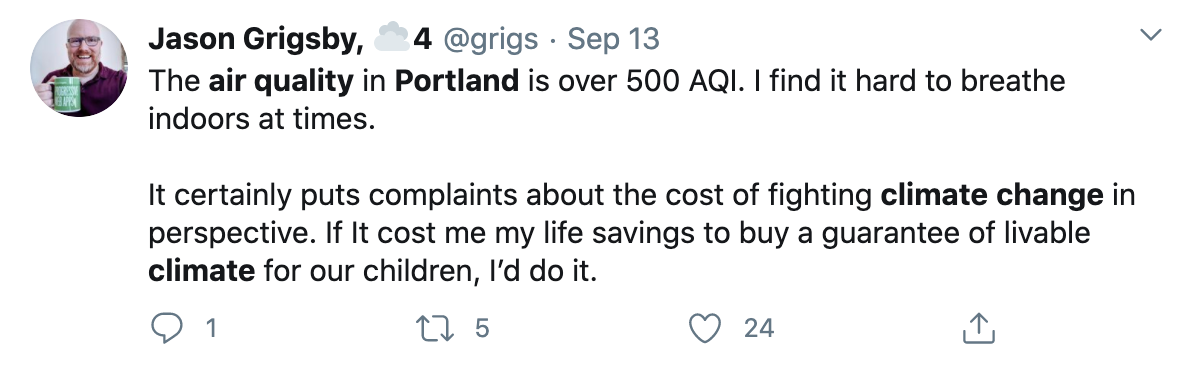 Jason Grigsby, ☁️4 @grigs · Sep 13
The air quality in Portland is over 500 AQI. I find it hard to breathe
indoors at times.
It certainly puts complaints about the cost of fighting climate change in
perspective. If It cost me my life savings to buy a guarantee of livable
climate for our children, I’d do it.
1 5 24